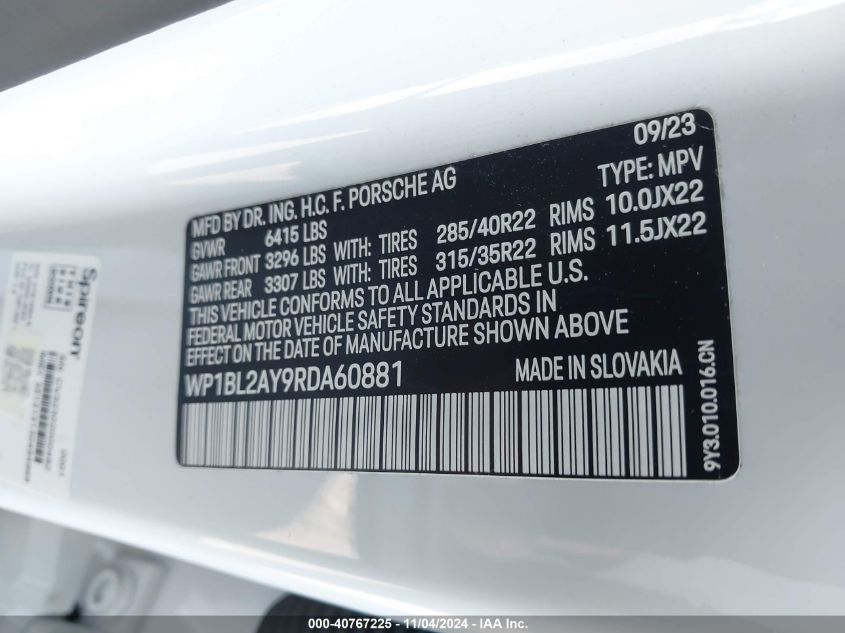 09/23
MFD BY DR. ING. H.C. F. PORSCHE AG TYPE: MPV
GVWR 6415 LBS
GAWR FRONT 3296 LBS WITH: TIRES 285/40R22 RIMS 10.0JX22
GAWR REAR 3307 LBS WITH: TIRES 315/35R22 RIMS 11.5JX22
THIS VEHICLE CONFORMS TO ALL APPLICABLE U.S.
FEDERAL MOTOR VEHICLE SAFETY STANDARDS IN
EFFECT ON THE DATE OF MANUFACTURE SHOWN ABOVE
WP1BL2AY9RDA60881 MADE IN SLOVAKIA
9Y3.010.016.CN
Spireon
000-40767225 - 11/04/2024 - IAAI Inc.